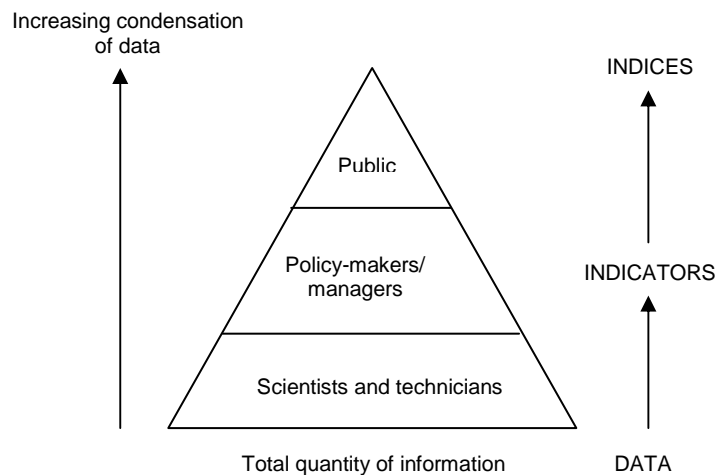 Increasing condensation
of data
INDICES
Public
Policy-makers/
managers
INDICATORS
Scientists and technicians
Total quantity of information
DATA